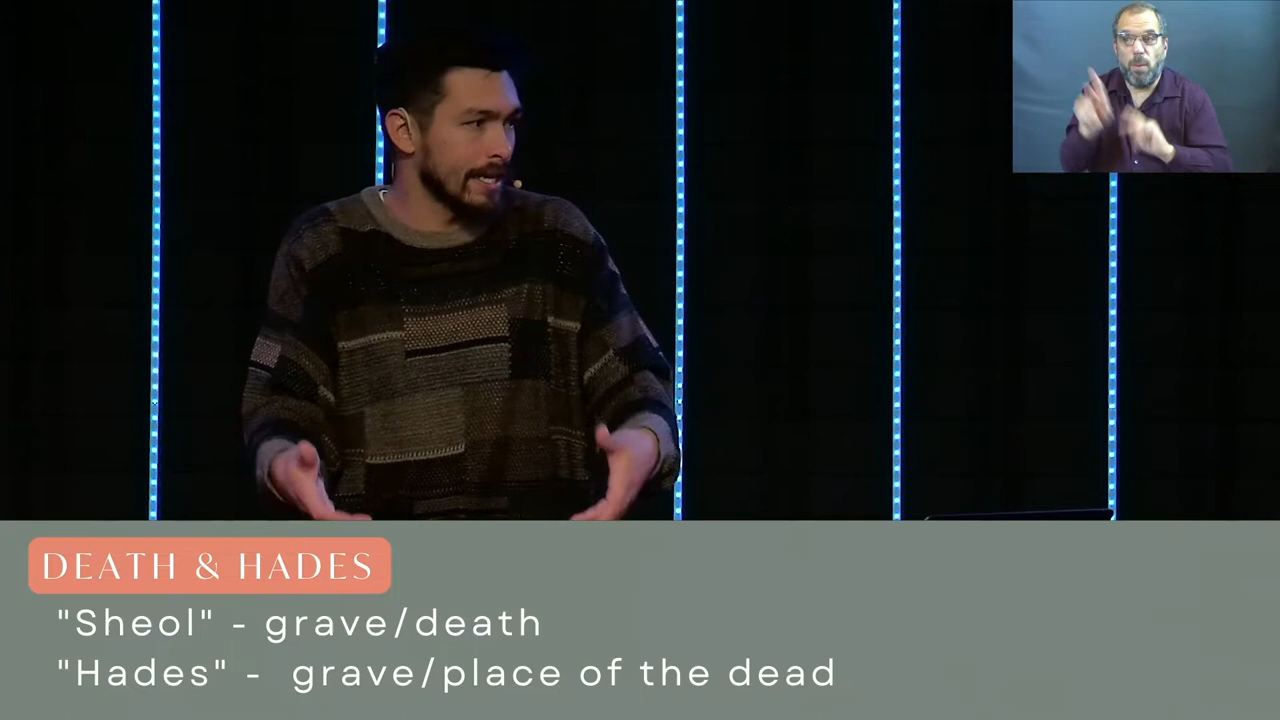 DEATH & HADES
"Sheol" - grave/death
"Hades" - grave/place of the dead